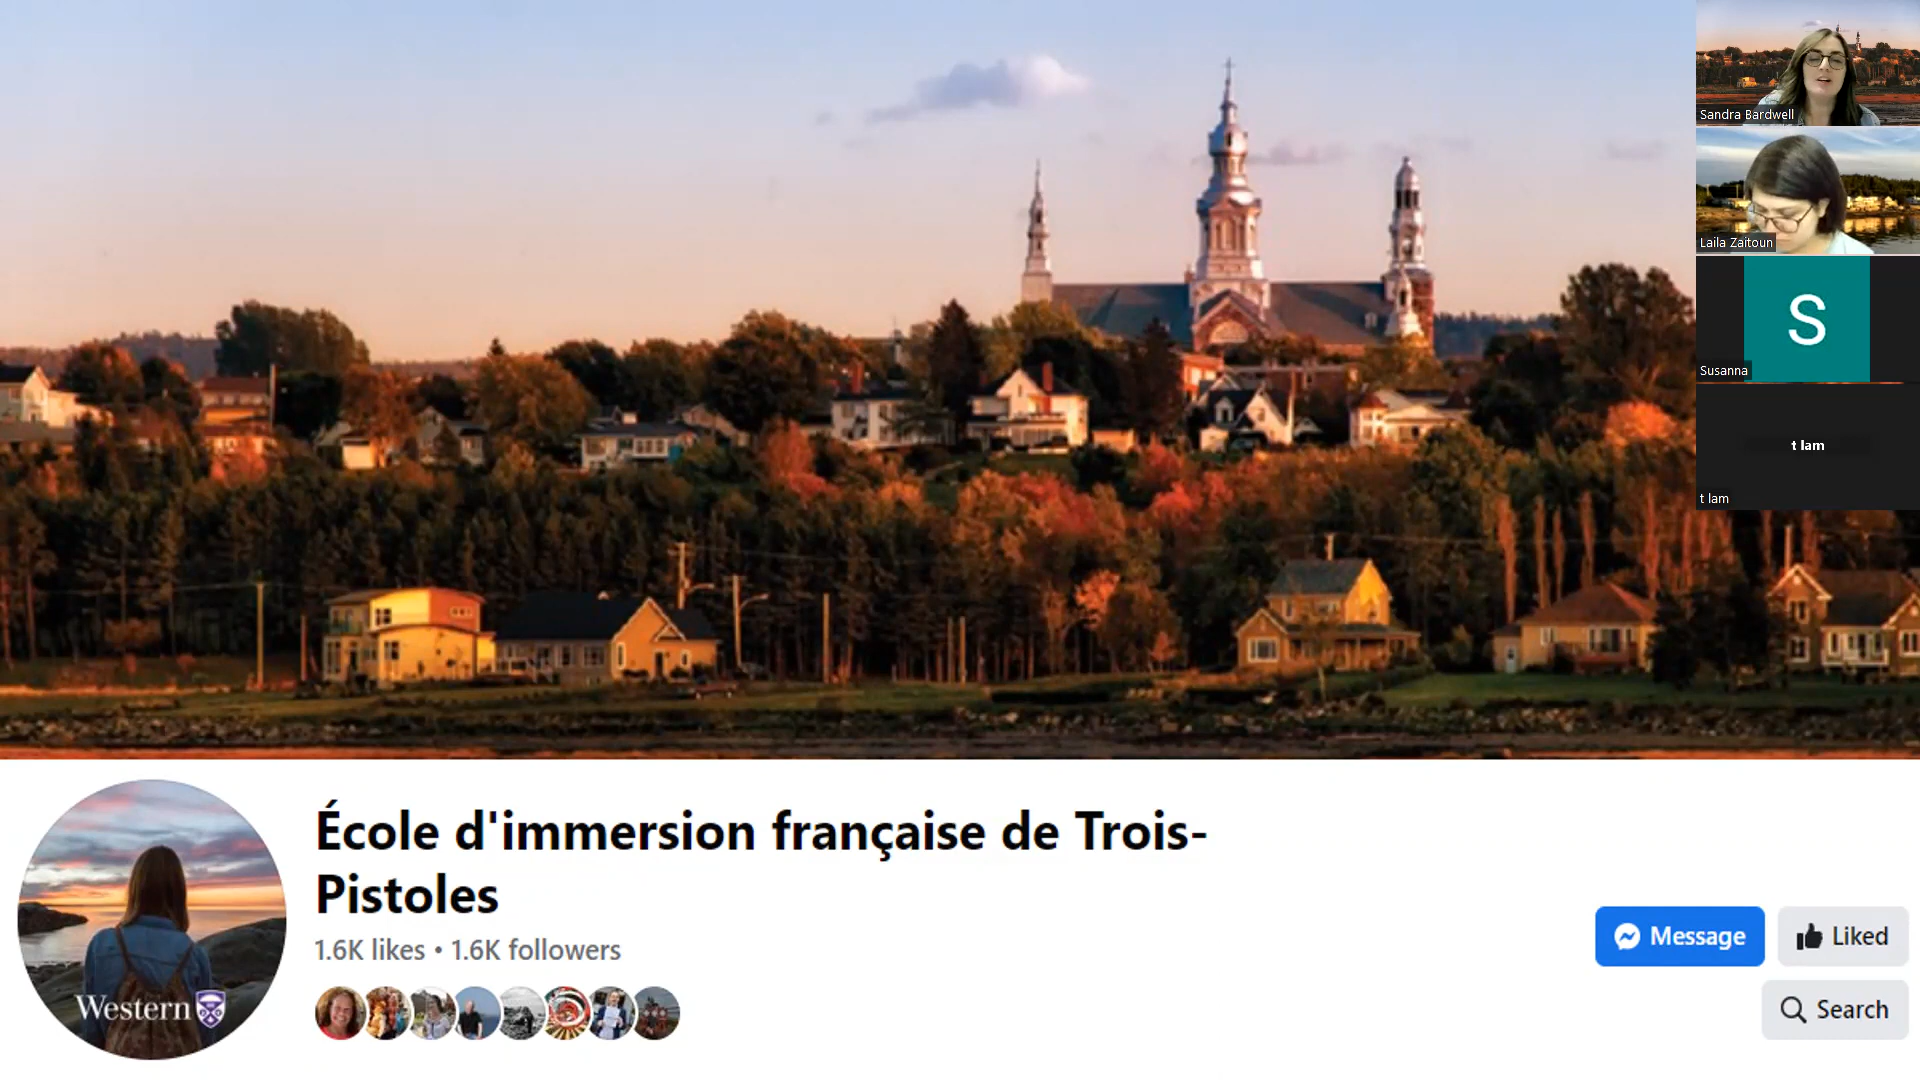 Sandra Bardwell
Laila Zaitoun
S
Susanna
t lam
t lam
École d'immersion française de Trois-
Pistoles
1.6K likes • 1.6K followers
Western
Message
Liked
Search